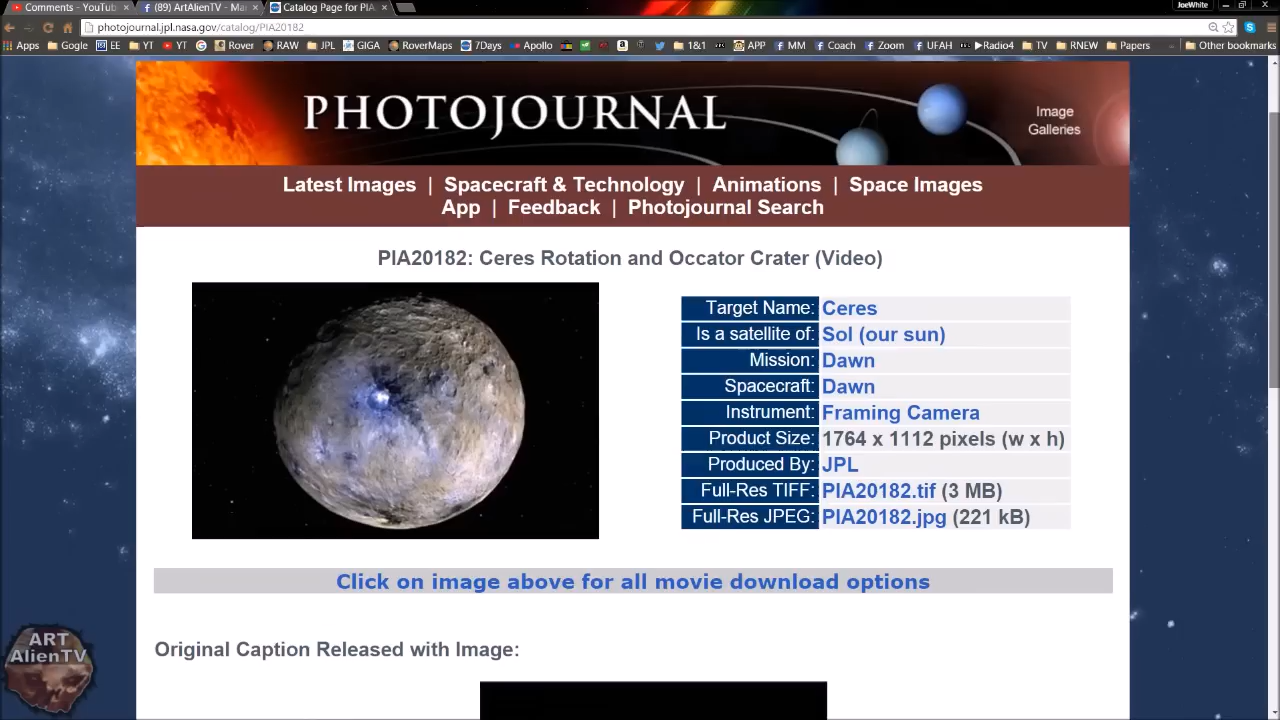 Comments - YouTub
(89) ArtAlienTV - Ma
Catalog Page for PIA
JoeWhite
photojournal.jpl.nasa.gov/catalog/PIA20182
Apps Gogle EE YT YT Rover RAW JPL GIGA RoverMaps 7Days Apollo 1&1 APP MM Coach Zoom UFAH Radio4 TV RNEW Papers Other bookmarks
PHOTOJOURNAL
Image
Galleries
Latest Images | Spacecraft & Technology | Animations | Space Images
App | Feedback | Photojournal Search
PIA20182: Ceres Rotation and Occator Crater (Video)
Target Name: Ceres
Is a satellite of: Sol (our sun)
Mission: Dawn
Spacecraft: Dawn
Instrument: Framing Camera
Product Size: 1764 x 1112 pixels (w x h)
Produced By: JPL
Full-Res TIFF: PIA20182.tif (3 MB)
Full-Res JPEG: PIA20182.jpg (221 kB)
Click on image above for all movie download options
Original Caption Released with Image:
ART
AlienTV